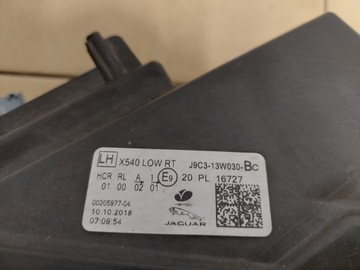 LH X540 LOW RT J9C3-13W030-BC
HCR RL A 1 E9 20 PL 16727
01 00 02 01
00205977-04
10.10.2018
07:09:54
JAGUAR